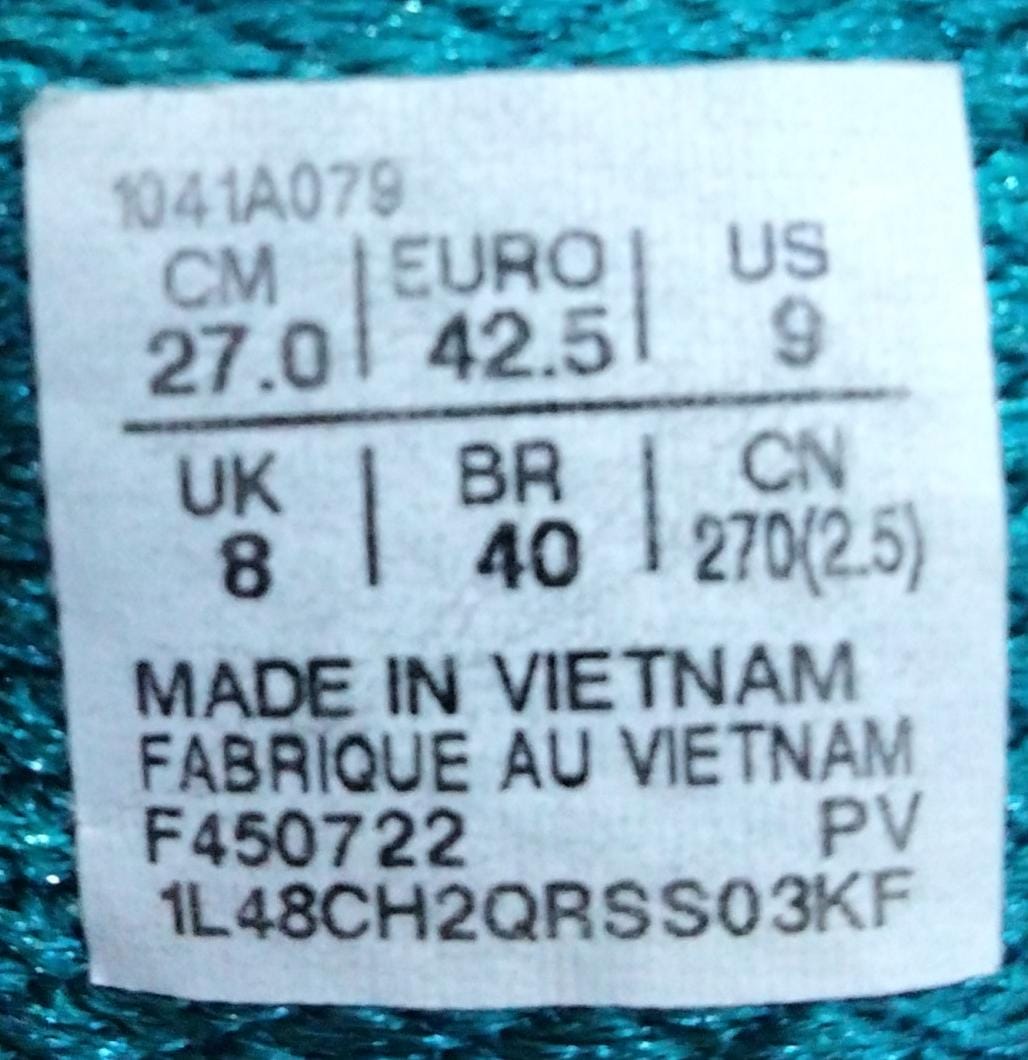 1041A079
CM | EURO | US
27.0 | 42.5 | 9
UK | BR | CN
8 | 40 | 270(2.5)
MADE IN VIETNAM
FABRIQUE AU VIETNAM
F450722 PV
1L48CH2QRSS03KF